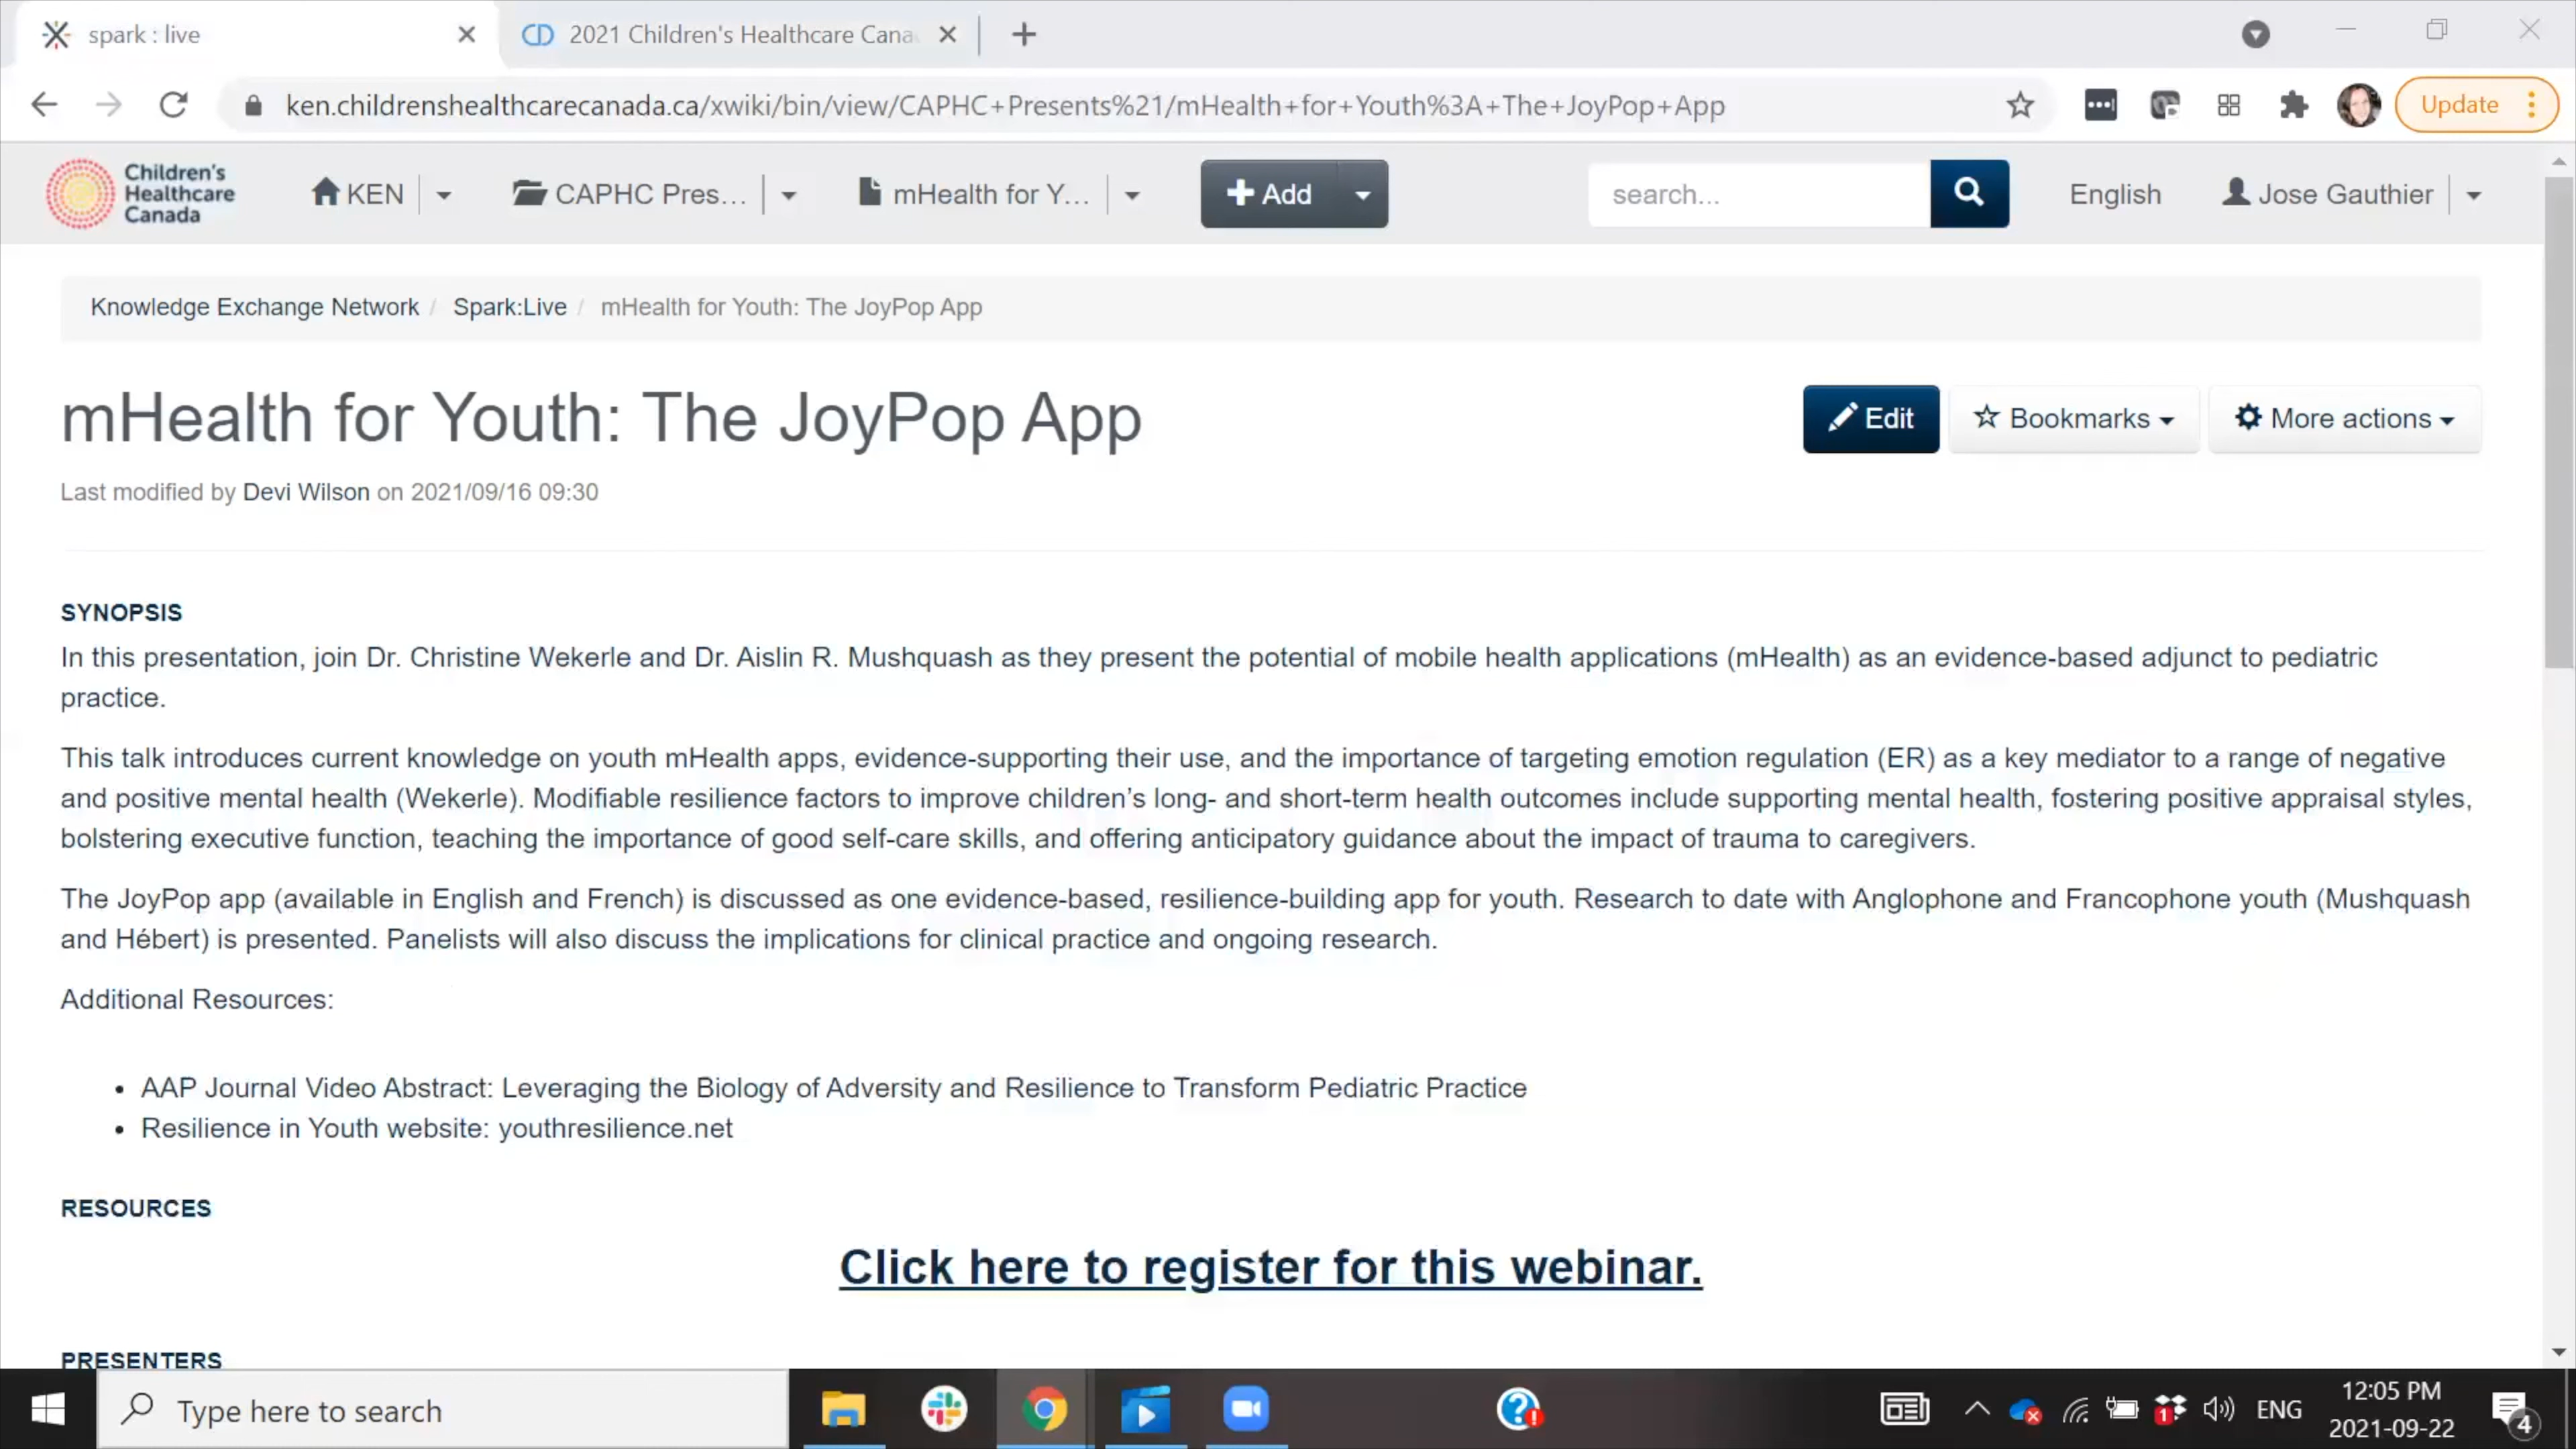 spark : live
2021 Children's Healthcare Cana
ken.childrenshealthcarecanada.ca/xwiki/bin/view/CAPHC+Presents%21/mHealth+for+Youth%3A+The+JoyPop+App
Update
Children's
Healthcare
Canada
KEN
CAPHC Pres...
mHealth for Y...
Add
search...
English
Jose Gauthier
Knowledge Exchange Network / Spark:Live / mHealth for Youth: The JoyPop App
mHealth for Youth: The JoyPop App
Edit
Bookmarks
More actions
Last modified by Devi Wilson on 2021/09/16 09:30
SYNOPSIS
In this presentation, join Dr. Christine Wekerle and Dr. Aislin R. Mushquash as they present the potential of mobile health applications (mHealth) as an evidence-based adjunct to pediatric
practice.
This talk introduces current knowledge on youth mHealth apps, evidence-supporting their use, and the importance of targeting emotion regulation (ER) as a key mediator to a range of negative
and positive mental health (Wekerle). Modifiable resilience factors to improve children’s long- and short-term health outcomes include supporting mental health, fostering positive appraisal styles,
bolstering executive function, teaching the importance of good self-care skills, and offering anticipatory guidance about the impact of trauma to caregivers.
The JoyPop app (available in English and French) is discussed as one evidence-based, resilience-building app for youth. Research to date with Anglophone and Francophone youth (Mushquash
and Hébert) is presented. Panelists will also discuss the implications for clinical practice and ongoing research.
Additional Resources:
• AAP Journal Video Abstract: Leveraging the Biology of Adversity and Resilience to Transform Pediatric Practice
• Resilience in Youth website: youthresilience.net
RESOURCES
Click here to register for this webinar.
PRESENTERS
Type here to search
1
ENG
12:05 PM
2021-09-22
4